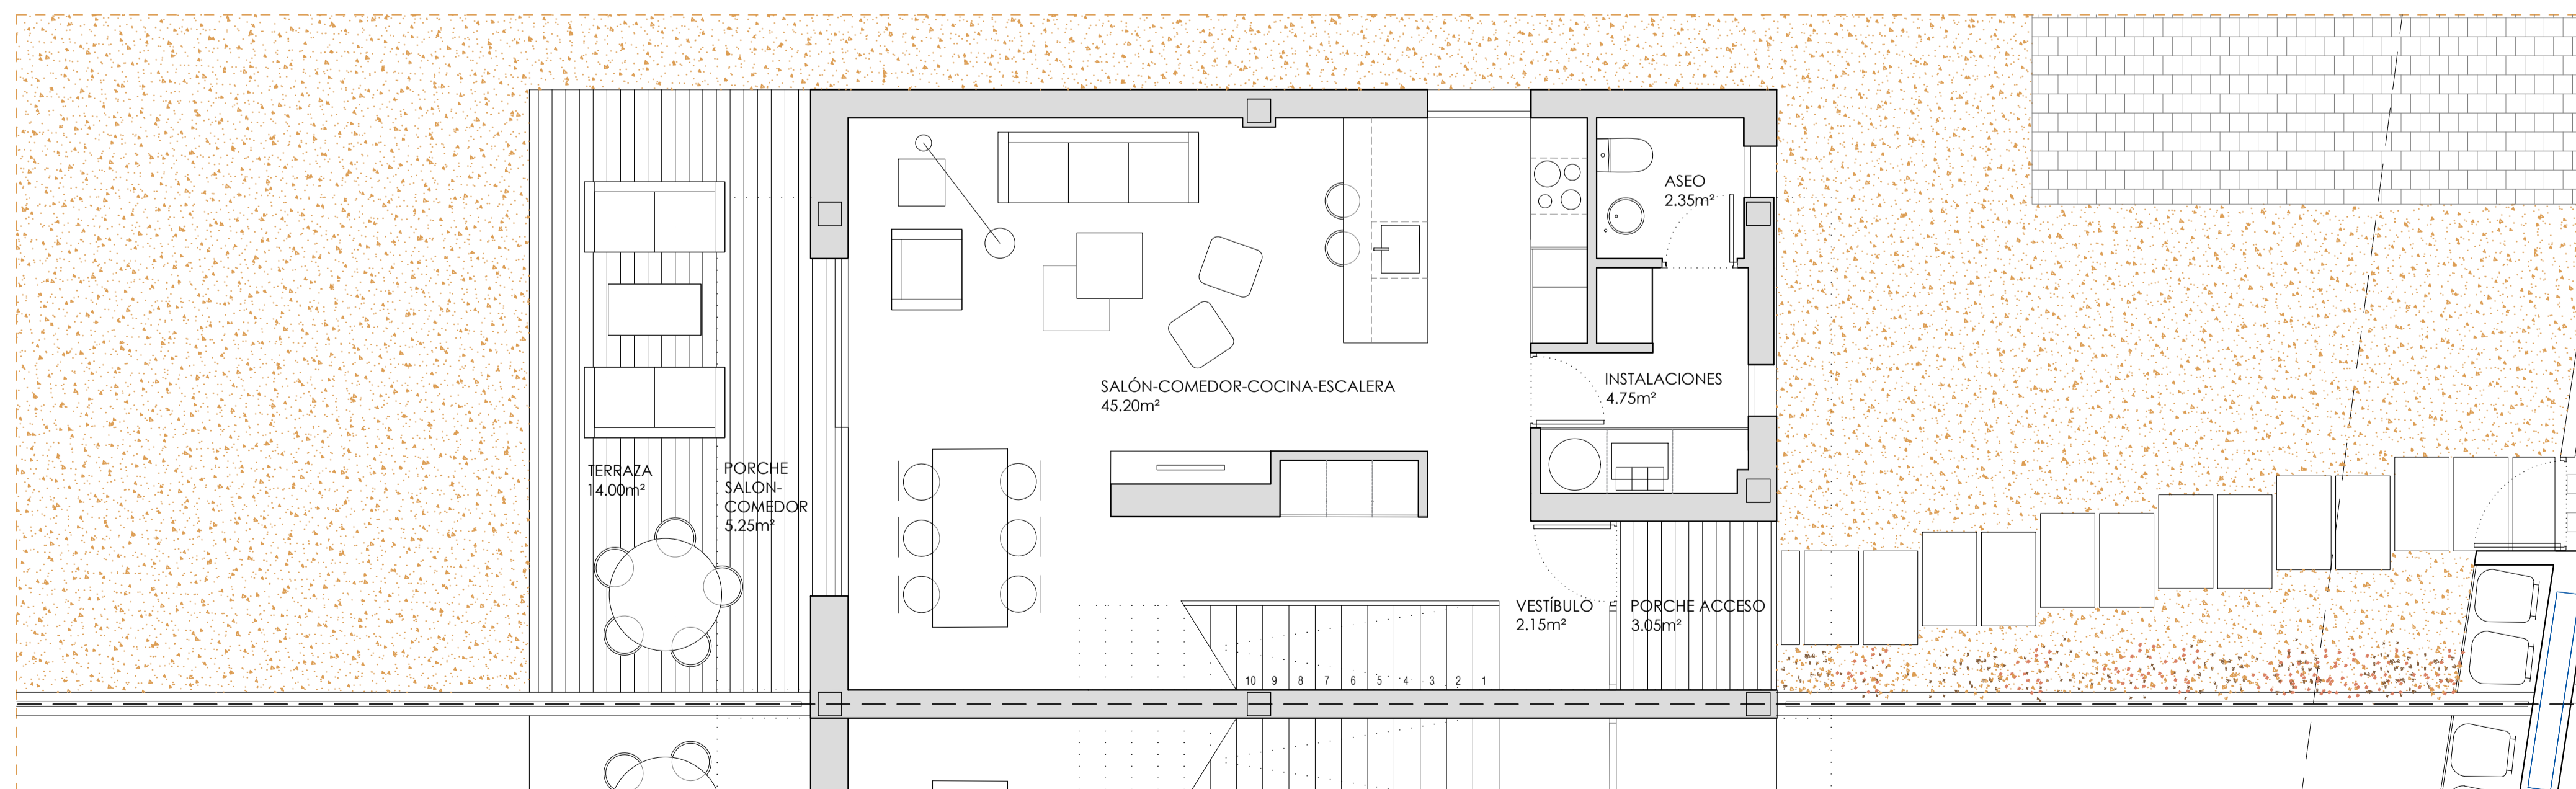 ASEO
2.35m²
SALÓN-COMEDOR-COCINA-ESCALERA
45.20m²
INSTALACIONES
4.75m²
TERRAZA
14.00m²
PORCHE
SALON-
COMEDOR
5.25m²
VESTÍBULO
2.15m²
PORCHE ACCESO
3.05m²
10 9 8 7 6 5 4 3 2 1